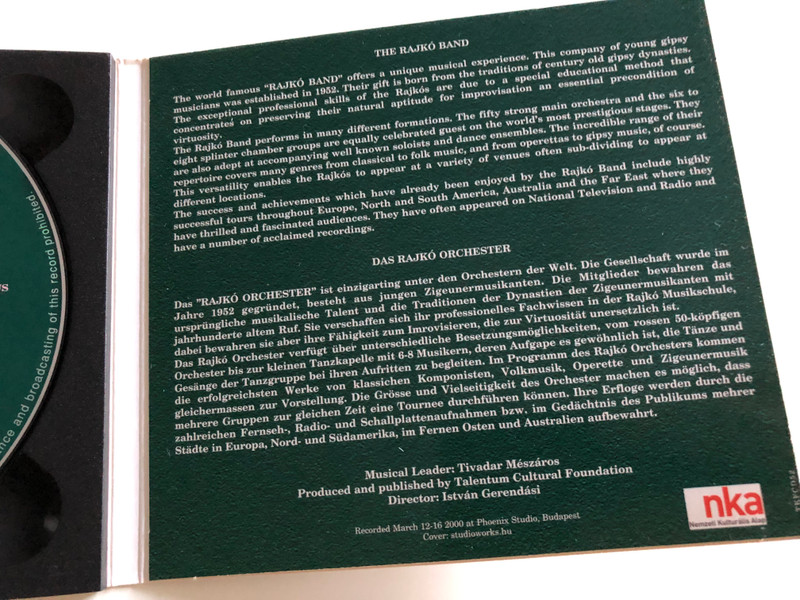 THE RAJKÓ BAND
The world famous "RAJKÓ BAND" offers a unique musical experience. This company of young gipsy
musicians was established in 1952. Their gift is born from the traditions of century old gipsy dynasties.
The exceptional professional skills of the Rajkós are due to a special educational method that
concentrates on preserving their natural aptitude for improvisation an essential precondition of
virtuosity.
The Rajkó Band performs in many different formations. The fifty strong main orchestra and the six to
eight splinter chamber groups are equally celebrated guest on the world's most prestigious stages. They
are also adept at accompanying well known soloists and dance ensembles. The incredible range of their
repertoire covers many genres from classical to folk music, and from operettas to gipsy music, of course.
This versatility enables the Rajkós to appear at a variety of venues often sub-dividing to appear at
different locations.
The success and achievements which have already been enjoyed by the Rajkó Band include highly
successful tours throughout Europe, North and South America, Australia and the Far East where they
have thrilled and fascinated audiences. They have often appeared on National Television and Radio and
have a number of acclaimed recordings.
DAS RAJKÓ ORCHESTER
Das "RAJKÓ ORCHESTER" ist einzigarting unter den Orchestern der Welt. Die Gesellschaft wurde im
Jahre 1952 gegründet, besteht aus jungen Zigeunermusikanten. Die Mitglieder bewahren das
ursprüngliche musikalische Talent und die Traditionen der Dynastien der Zigeunermusikanten mit
jahrhunderte altem Ruf. Sie verschaffen sich ihr professionelles Fachwissen in der Rajkó Musikschule,
dabei bewahren sie aber ihre Fähigkeit zum Imrovisieren, die zur Virtuosität unersetzlich ist.
Das Rajkó Orchester verfügt über unterschiedliche Besetzungsmöglichkeiten, vom rossen 50-köpfigen
Orchester bis zur kleinen Tanzkapelle mit 6-8 Musikern, deren Aufgape es gewöhnlich ist, die Tänze und
Gesänge der Tanzgruppe bei ihren Aufritten zu begleiten. Im Programm des Rajkó Orchesters kommen
die erfolgreichsten Werke von klassichen Komponisten, Volkmusik, Operette und Zigeunermusik
gleichermassen zur Vorstellung. Die Grösse und Vielseitigkeit des Orchester machen es möglich, dass
mehrere Gruppen zur gleichen Zeit eine Tournee durchführen können. Ihre Erfloge werden durch die
zahlreichen Fernseh-, Radio- und Schallplattenaufnahmen bzw. im Gedächtnis des Publikums mehrer
Städte in Europa, Nord- und Südamerika, im Fernen Osten und Australien aufbewahrt.
Musical Leader: Tivadar Mészáros
Produced and published by Talentum Cultural Foundation
Director: István Gerendási
Recorded March 12-16 2000 at Phoenix Studio, Budapest
Cover: studioworks.hu
nka
Nemzeti Kulturális Alap
and broadcasting of this record prohibited.